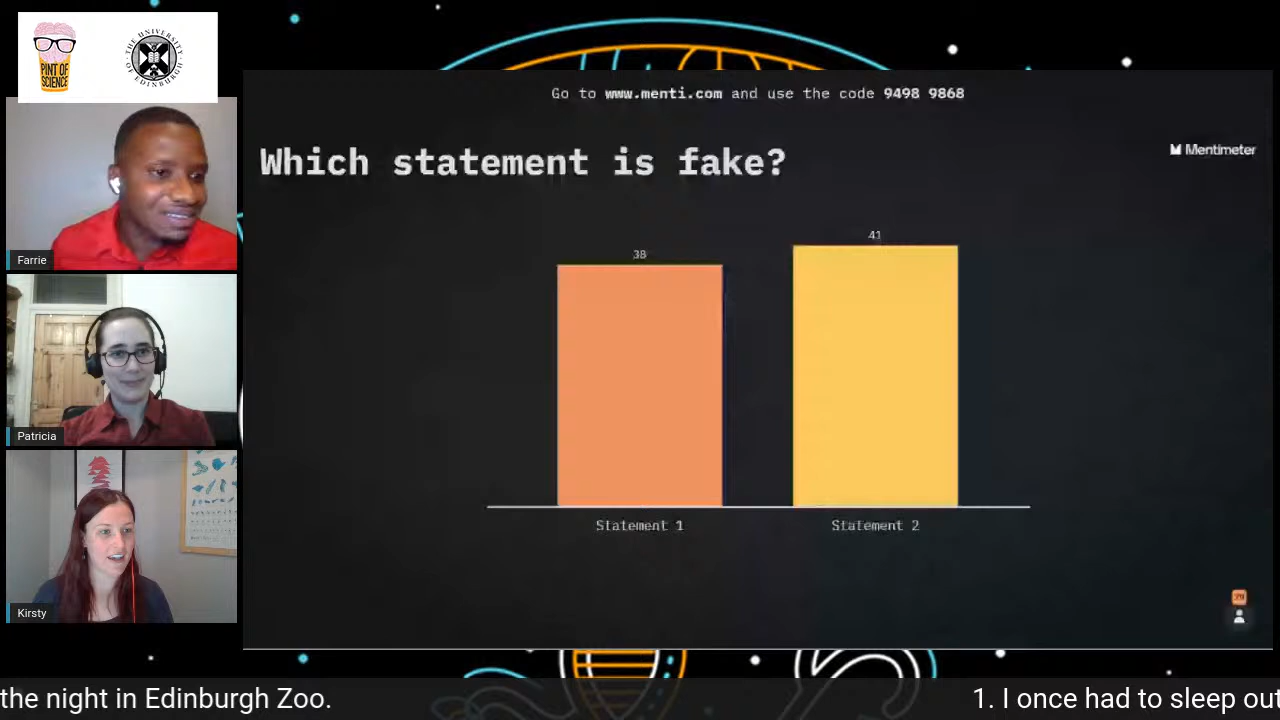 PINT OF
SCIENCE
THE UNIVERSITY
OF EDINBURGH
Go to www.menti.com and use the code 9498 9868
Which statement is fake?
Mentimeter
38
41
Statement 1
Statement 2
Farrie
Patricia
Kirsty
the night in Edinburgh Zoo.
1. I once had to sleep out